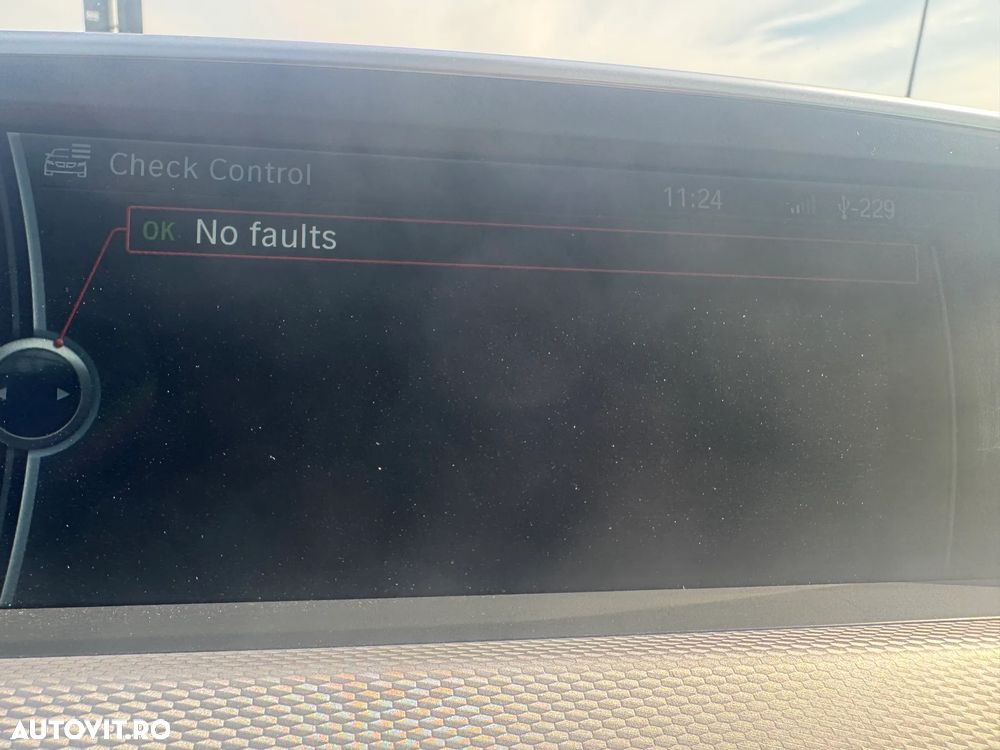 Check Control
11:24
-229
OK No faults
AUTOVIT.RO